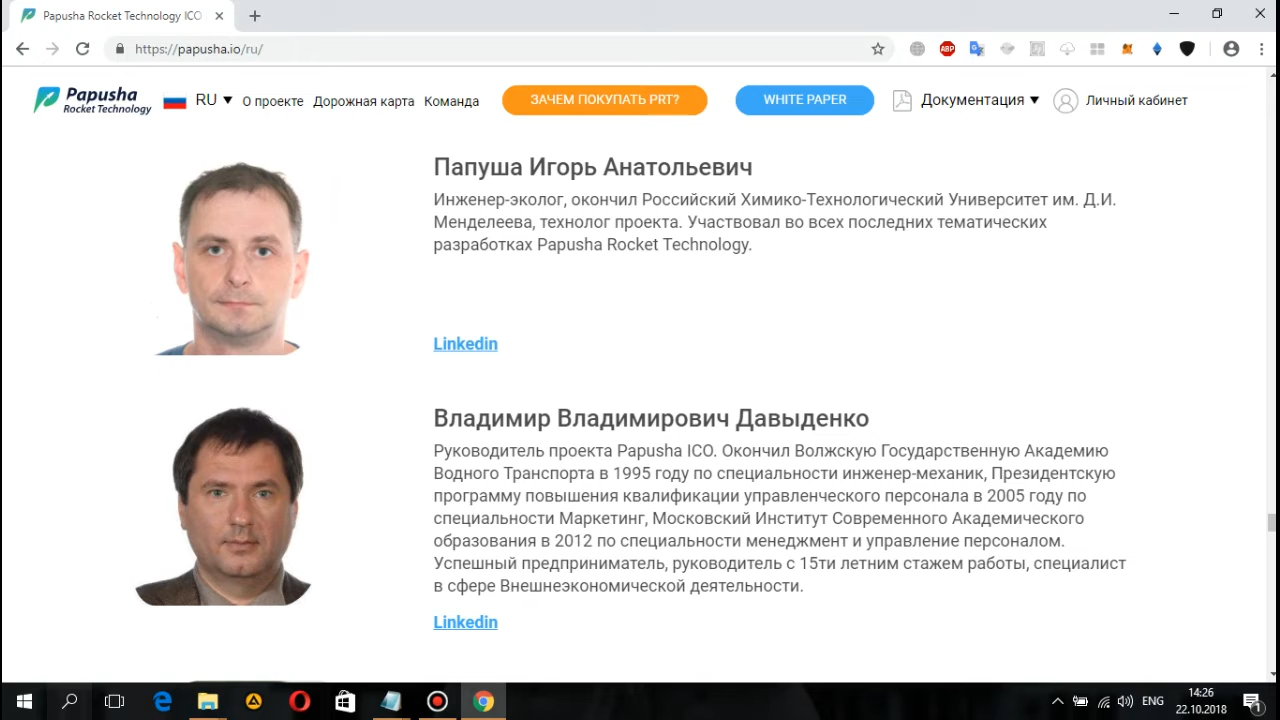 Papusha Rocket Technology ICO
https://papusha.io/ru/
ABP
Papusha
Rocket Technology
RU
О проекте
Дорожная карта
Команда
ЗАЧЕМ ПОКУПАТЬ PRT?
WHITE PAPER
Документация
Личный кабинет
Папуша Игорь Анатольевич
Инженер-эколог, окончил Российский Химико-Технологический Университет им. Д.И.
Менделеева, технолог проекта. Участвовал во всех последних тематических
разработках Papusha Rocket Technology.
Linkedin
Владимир Владимирович Давыденко
Руководитель проекта Papusha ICO. Окончил Волжскую Государственную Академию
Водного Транспорта в 1995 году по специальности инженер-механик, Президентскую
программу повышения квалификации управленческого персонала в 2005 году по
специальности Маркетинг, Московский Институт Современного Академического
образования в 2012 по специальности менеджмент и управление персоналом.
Успешный предприниматель, руководитель с 15ти летним стажем работы, специалист
в сфере Внешнеэкономической деятельности.
Linkedin
ENG
14:26
22.10.2018
1